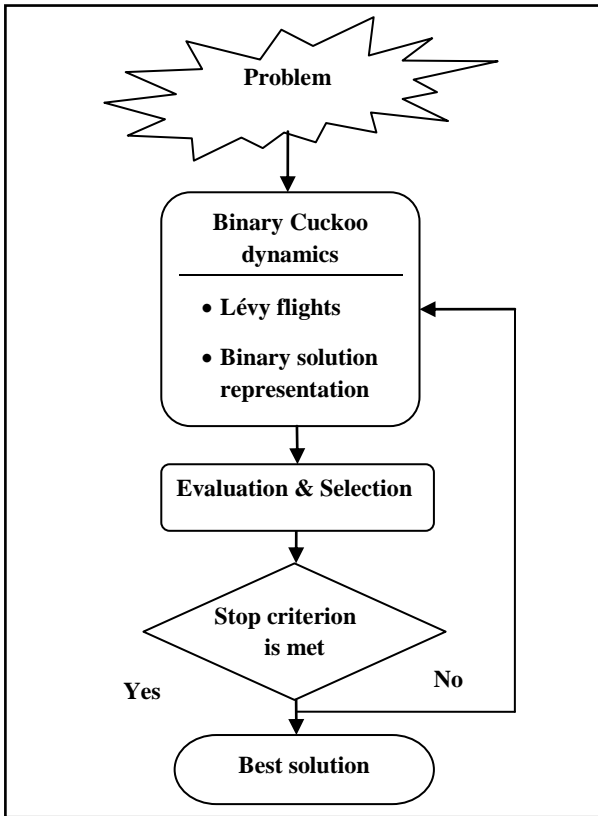 Problem
Binary Cuckoo
dynamics
• Lévy flights
• Binary solution
representation
Evaluation & Selection
Stop criterion
is met
Yes
No
Best solution